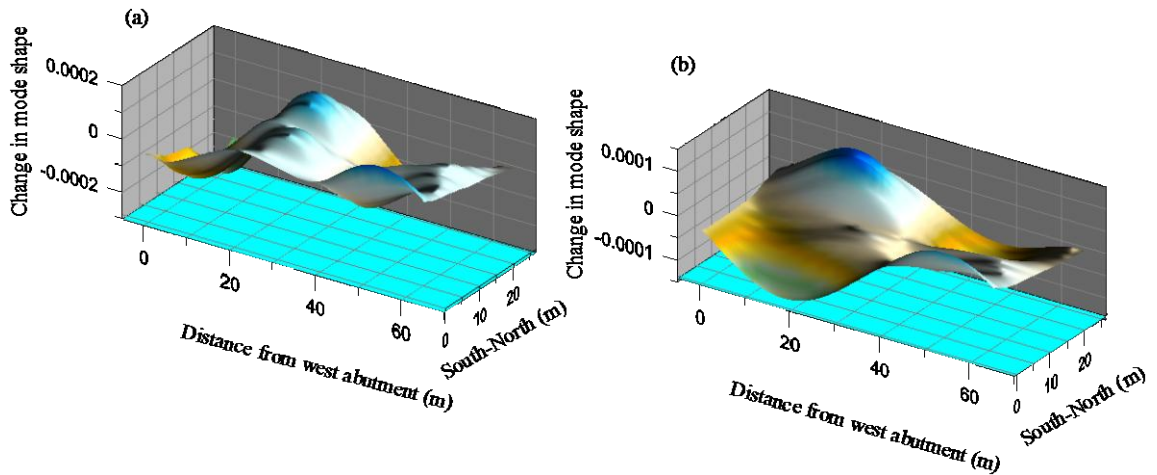 (a)
Change in mode shape
0.0002
0
-0.0002
0
20
40
60
0
10
20
Distance from west abutment (m)
South-North (m)
(b)
Change in mode shape
0.0001
0
-0.0001
0
20
40
60
0
10
20
Distance from west abutment (m)
South-North (m)